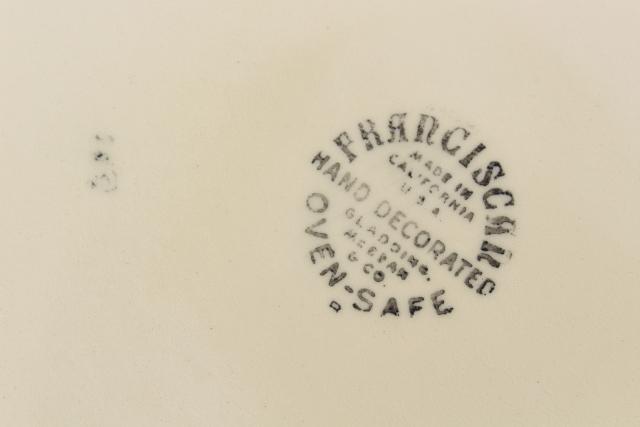 FRANCISCAN
MADE IN
CALIFORNIA
U.S.A.
HAND DECORATED
GLADDING,
McBEAN
& CO.
OVEN-SAFE
D